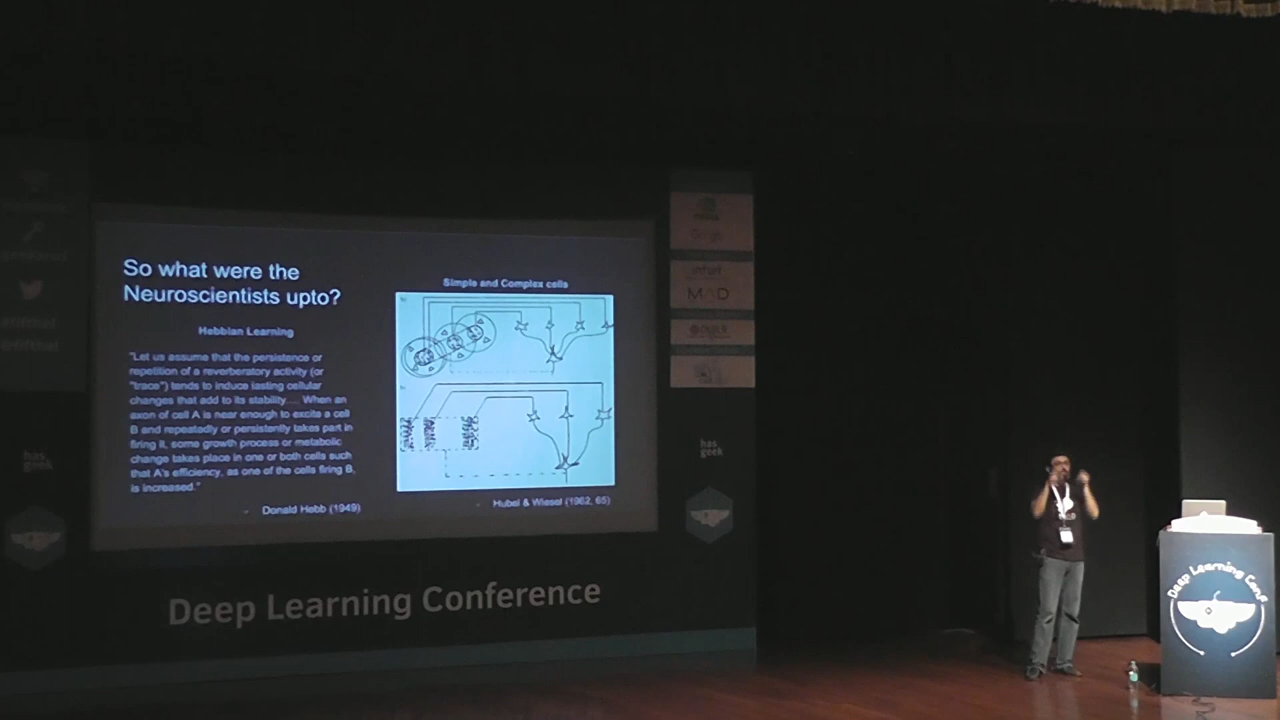 So what were the
Neuroscientists upto?
Hebbian Learning
"Let us assume that the persistence or
repetition of a reverberatory activity (or
"trace") tends to induce lasting cellular
changes that add to its stability.... When an
axon of cell A is near enough to excite a cell
B and repeatedly or persistently takes part in
firing it, some growth process or metabolic
change takes place in one or both cells such
that A's efficiency, as one of the cells firing B,
is increased."
- Donald Hebb (1949)
Simple and Complex cells
- Hubel & Wiesel (1962, 65)
Deep Learning Conference
has
geek
intuit
MAD
has
geek
Deep Learning Conf